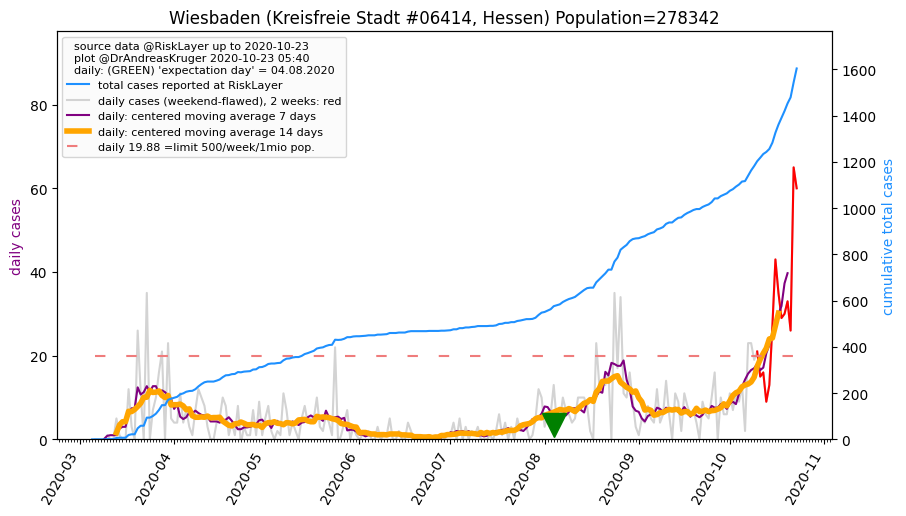 Wiesbaden (Kreisfreie Stadt #06414, Hessen) Population=278342
source data @RiskLayer up to 2020-10-23
plot @DrAndreasKruger 2020-10-23 05:40
daily: (GREEN) 'expectation day' = 04.08.2020
total cases reported at RiskLayer
daily cases (weekend-flawed), 2 weeks: red
daily: centered moving average 7 days
daily: centered moving average 14 days
daily 19.88 =limit 500/week/1mio pop.
daily cases
80
60
40
20
0
cumulative total cases
1600
1400
1200
1000
800
600
400
200
0
2020-03
2020-04
2020-05
2020-06
2020-07
2020-08
2020-09
2020-10
2020-11